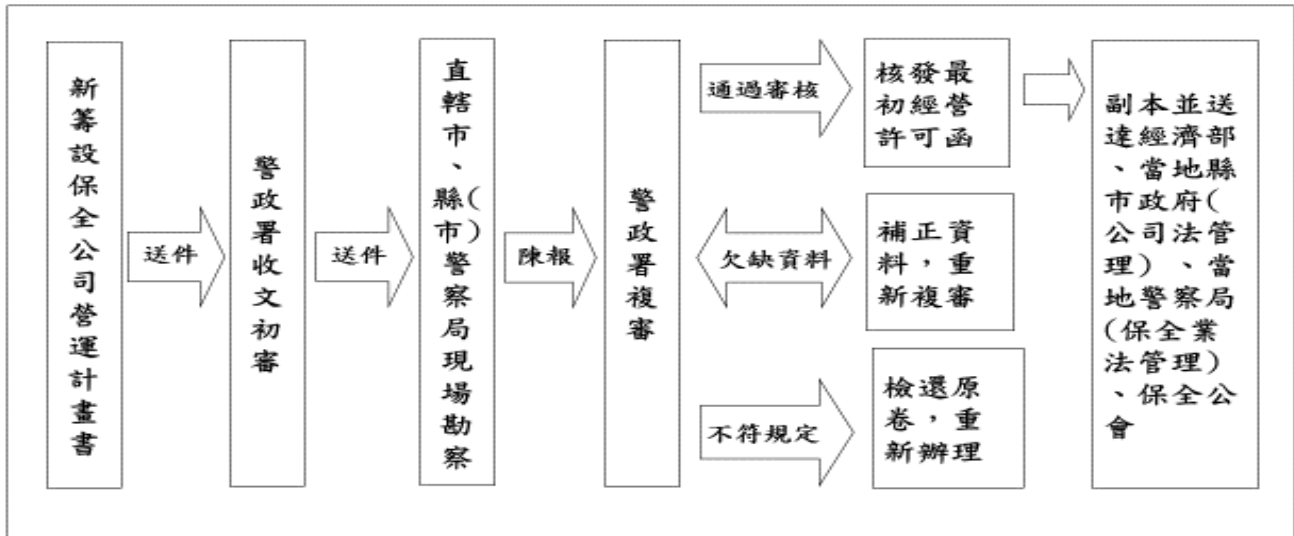 新籌設保全公司營運計畫書
送件
警政署收文初審
送件
直轄市、縣(市)警察局現場勘察
陳報
警政署複審
通過審核
核發最
初經營
許可函
欠缺資料
補正資
料，重
新複審
不符規定
檢還原
卷，重
新辦理
副本並送
達經濟部
、當地縣
市政府(
公司法管
理)、當
地警察局
(保全業
法管理)
、保全公
會